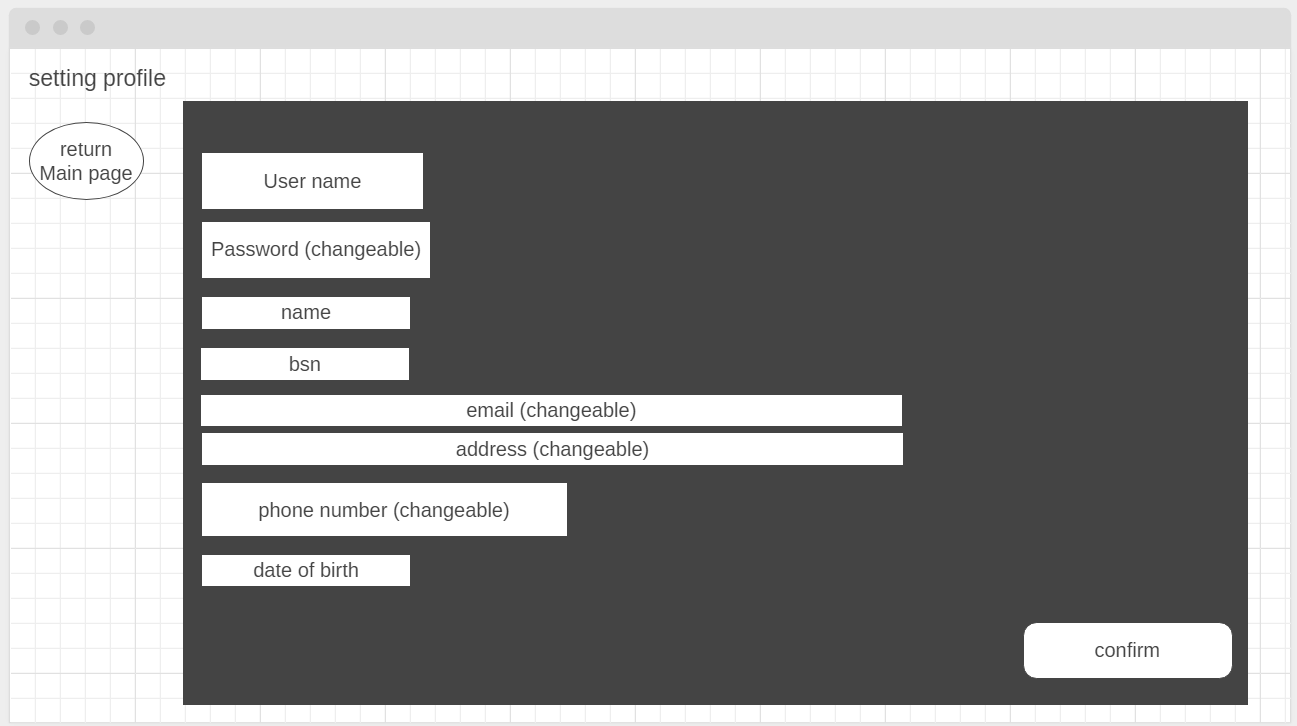 setting profile
return
Main page
User name
Password (changeable)
name
bsn
email (changeable)
address (changeable)
phone number (changeable)
date of birth
confirm